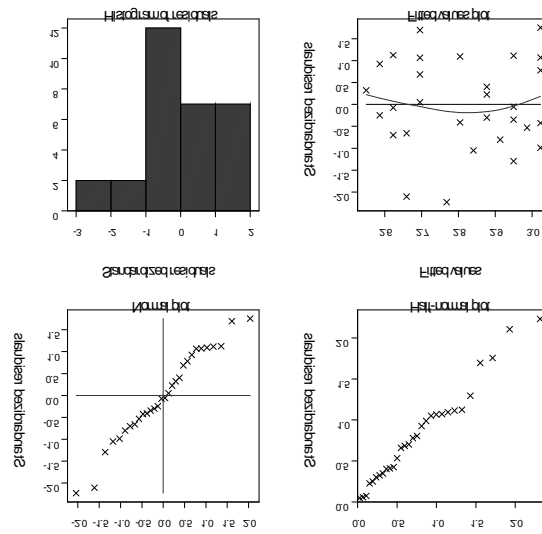 Histogram of residuals
12
10
8
6
4
2
0
-3 -2 -1 0 1 2
Standardized residuals
Fitted values plot
Standardized residuals
1.5
1.0
0.5
0.0
-0.5
-1.0
-1.5
-2.0
2.6 2.7 2.8 2.9 3.0
Fitted values
Normal plot
Standardized residuals
1.5
1.0
0.5
0.0
-0.5
-1.0
-1.5
-2.0
-2.0 -1.5 -1.0 -0.5 0.0 0.5 1.0 1.5 2.0
Half-normal plot
Standardized residuals
2.0
1.5
1.0
0.5
0.0
0.0 0.5 1.0 1.5 2.0